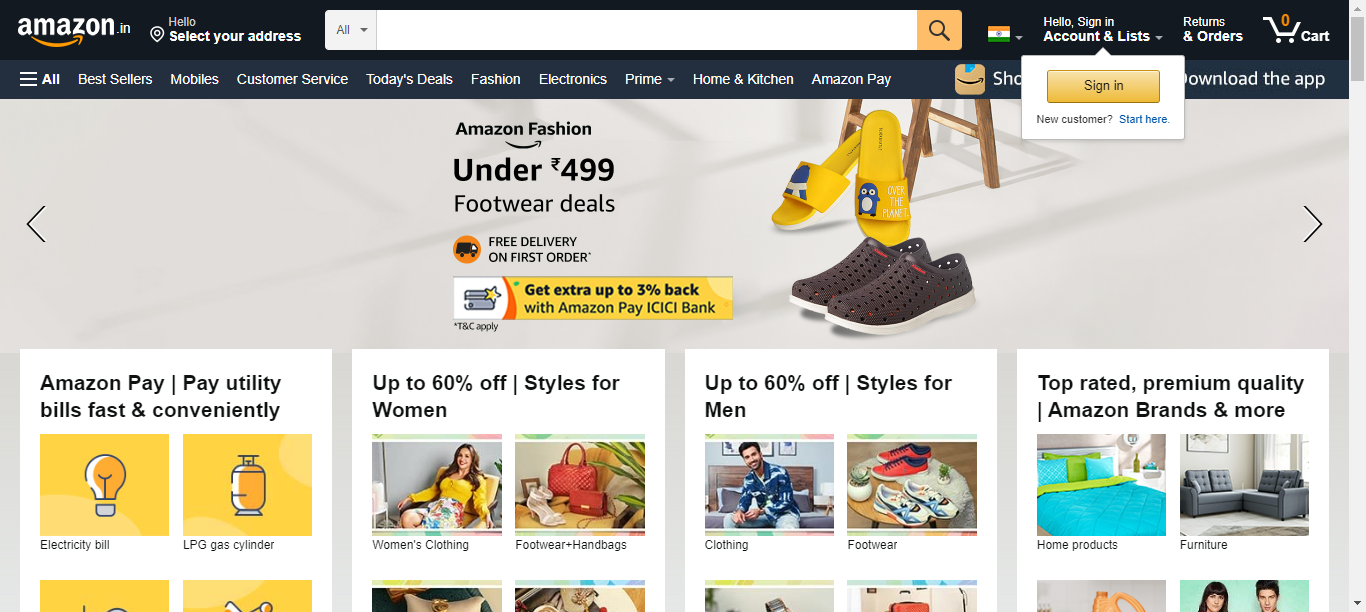 amazon.in
Hello
Select your address
All
Hello, Sign in
Account & Lists
Returns
& Orders
0
Cart
All
Best Sellers
Mobiles
Customer Service
Today's Deals
Fashion
Electronics
Prime
Home & Kitchen
Amazon Pay
Sho
Download the app
Sign in
New customer? Start here.
Amazon Fashion
Under ₹499
Footwear deals
FREE DELIVERY
ON FIRST ORDER*
Get extra up to 3% back
with Amazon Pay ICICI Bank
*T&C apply
OVER
THE
PLANET
Amazon Pay | Pay utility
bills fast & conveniently
Electricity bill
LPG gas cylinder
Up to 60% off | Styles for
Women
Women's Clothing
Footwear+Handbags
Up to 60% off | Styles for
Men
Clothing
Footwear
Top rated, premium quality
| Amazon Brands & more
Home products
Furniture